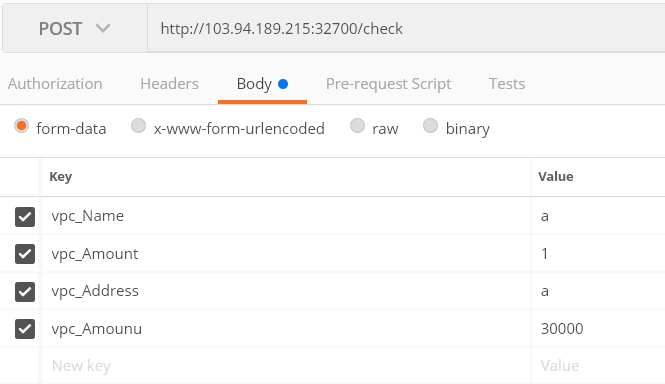 POST http://103.94.189.215:32700/check
Authorization Headers Body Pre-request Script Tests
form-data x-www-form-urlencoded raw binary
Key Value
vpc_Name a
vpc_Amount 1
vpc_Address a
vpc_Amounu 30000
New key Value